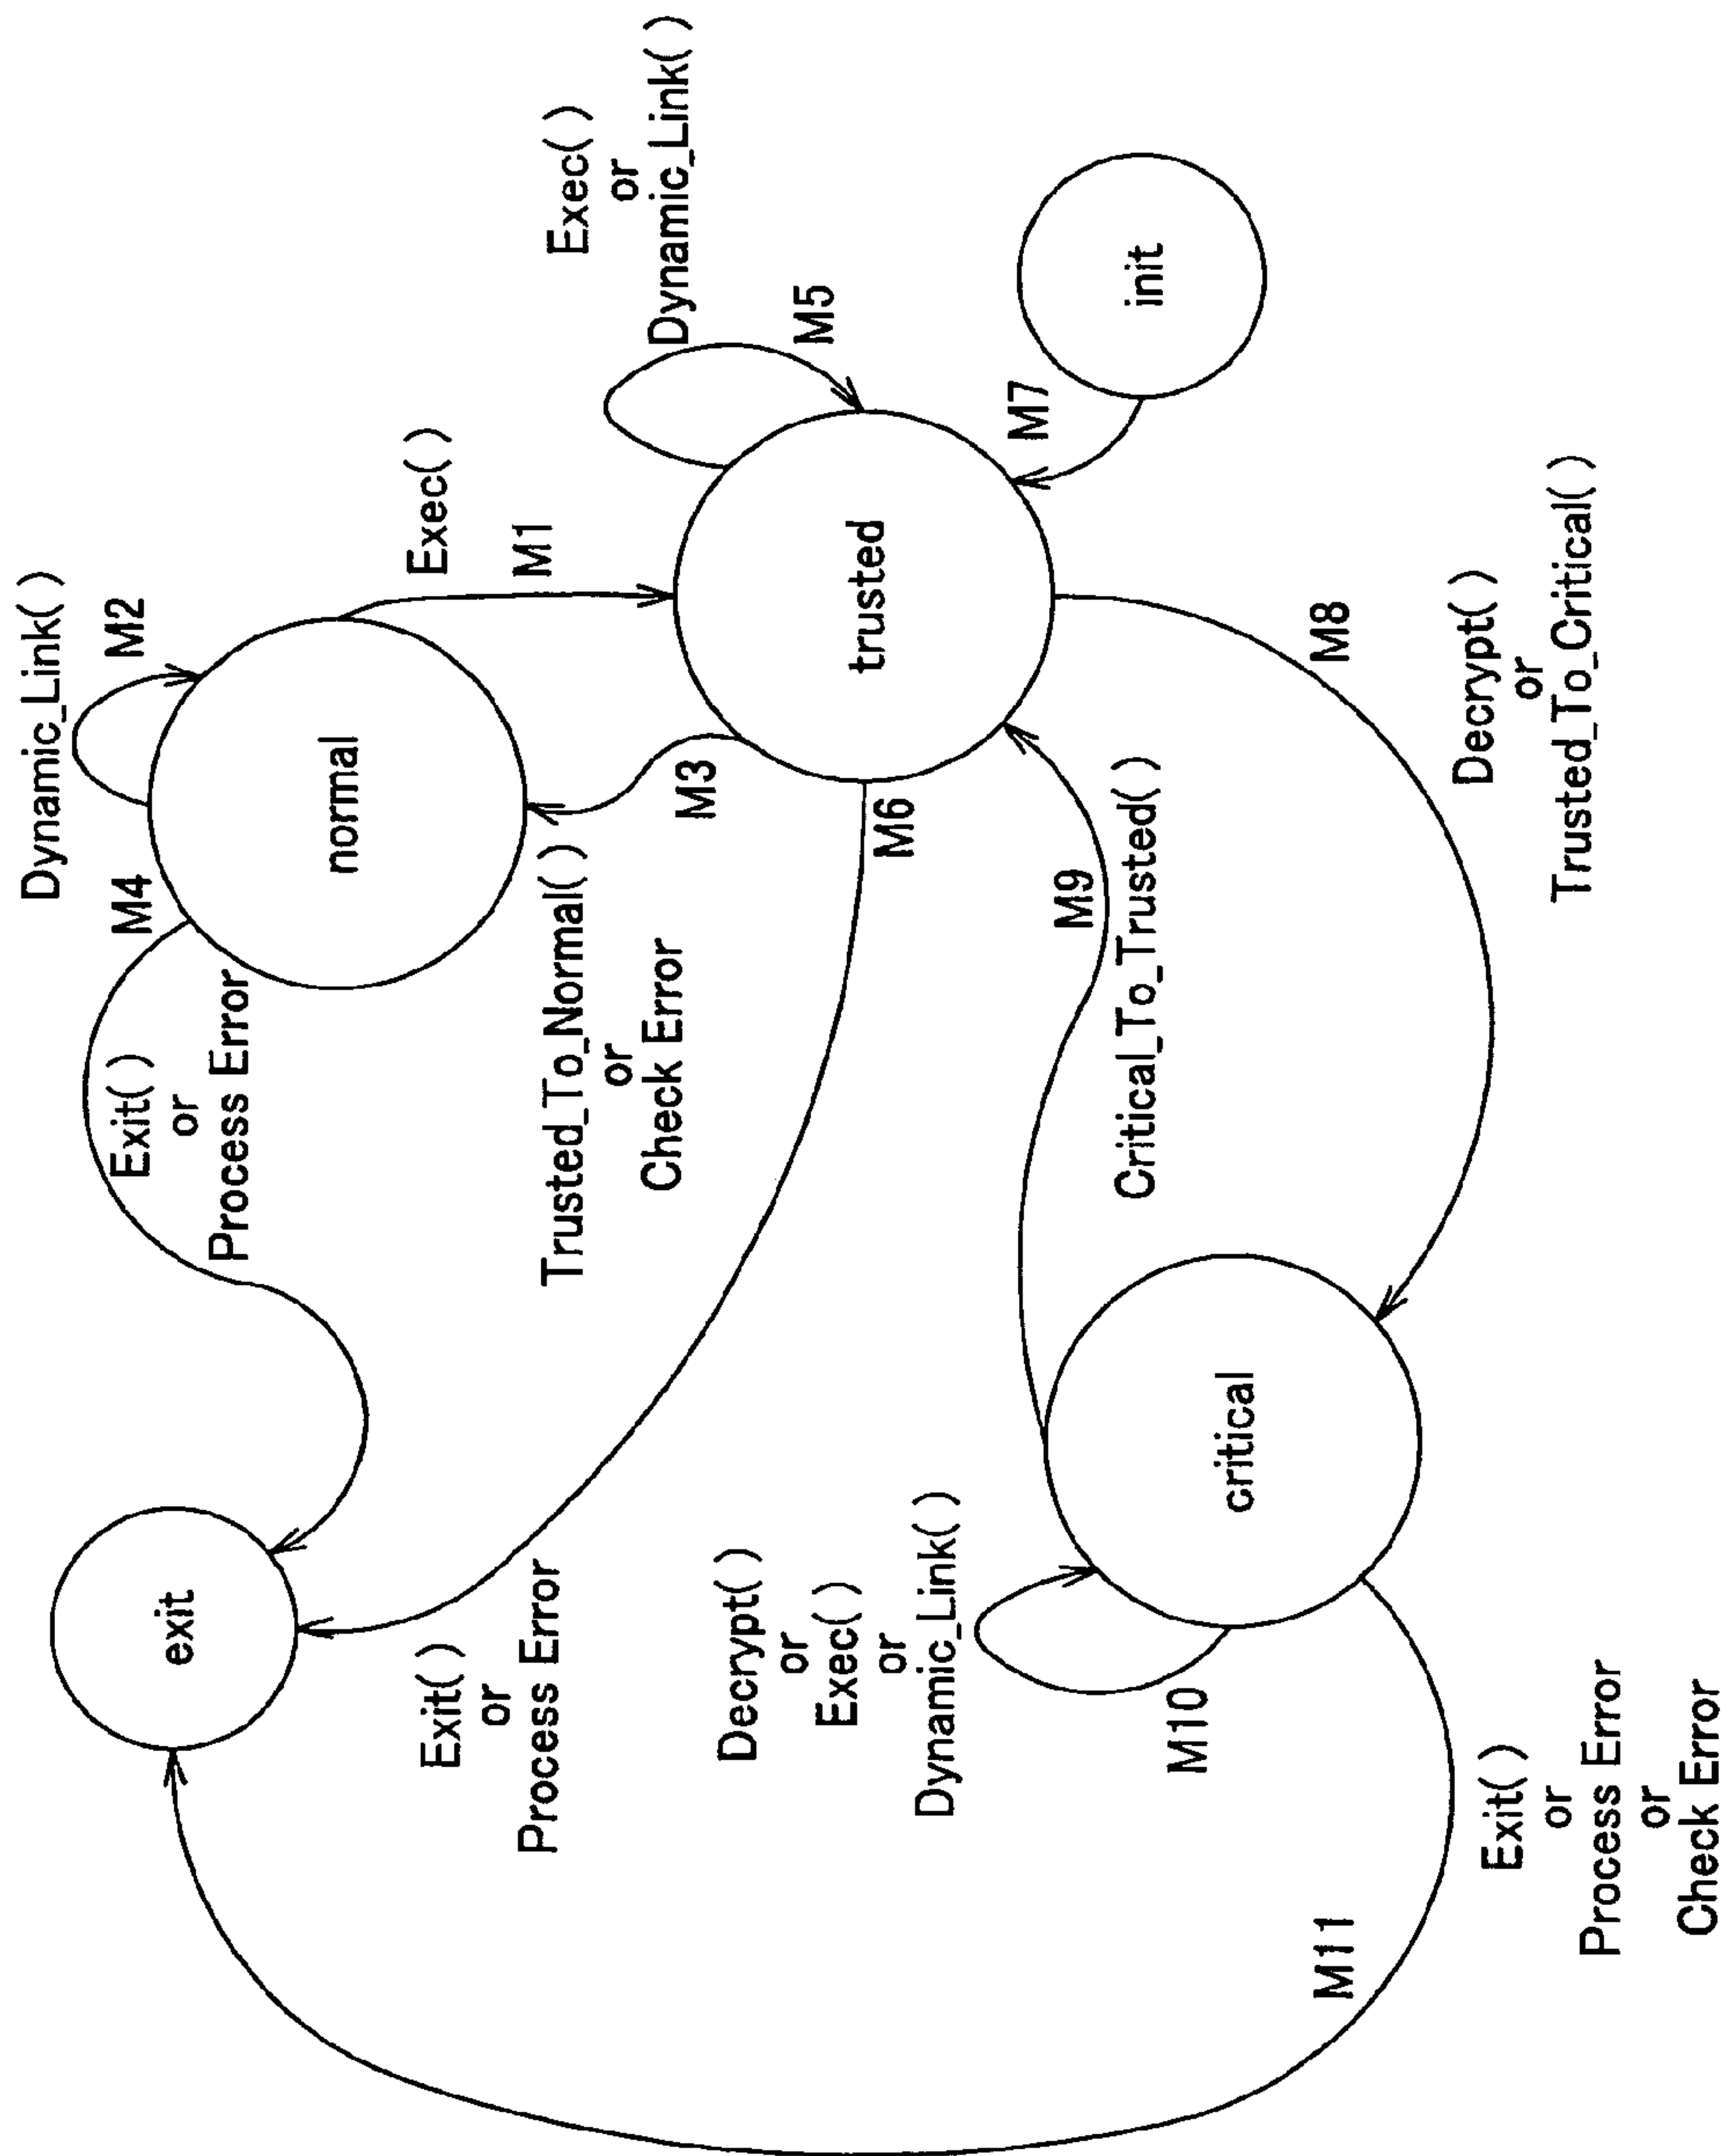 Dynamic_Link()
M2
M4
Exit()
or
Process Error
normal
Exec()
M1
Trusted_To_Normal()
or
Check Error
M3
exit
Exit()
or
Process Error
M6
trusted
Exec()
or
Dynamic_Link()
M5
M7
init
Decrypt()
or
Exec()
or
Dynamic_Link()
M10
M9
Critical_To_Trusted()
critical
M8
Decrypt()
or
Trusted_To_Critical()
M11
Exit()
or
Process Error
or
Check Error